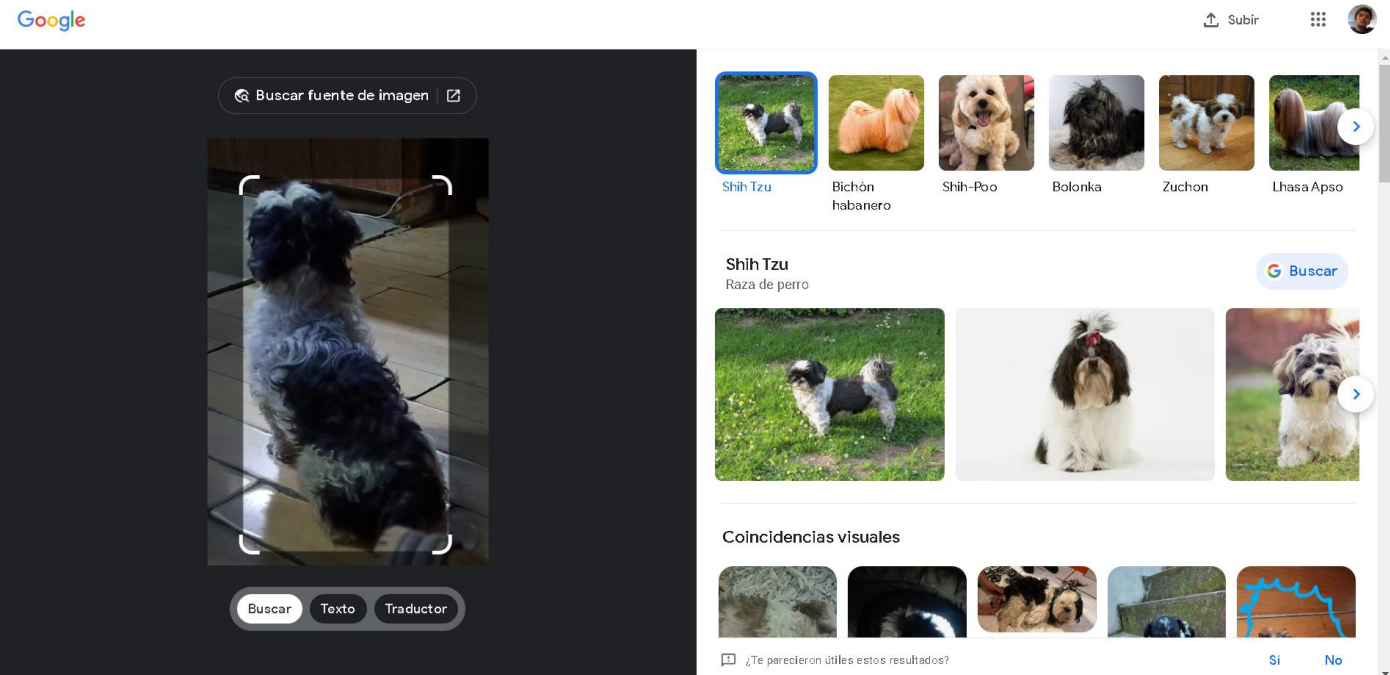 Google
Subir
Buscar fuente de imagen
Shih Tzu
Bichón
habanero
Shih-Poo
Bolonka
Zuchon
Lhasa Apso
Shih Tzu
Raza de perro
Buscar
Coincidencias visuales
Buscar
Texto
Traductor
¿Te parecieron útiles estos resultados?
Sí
No